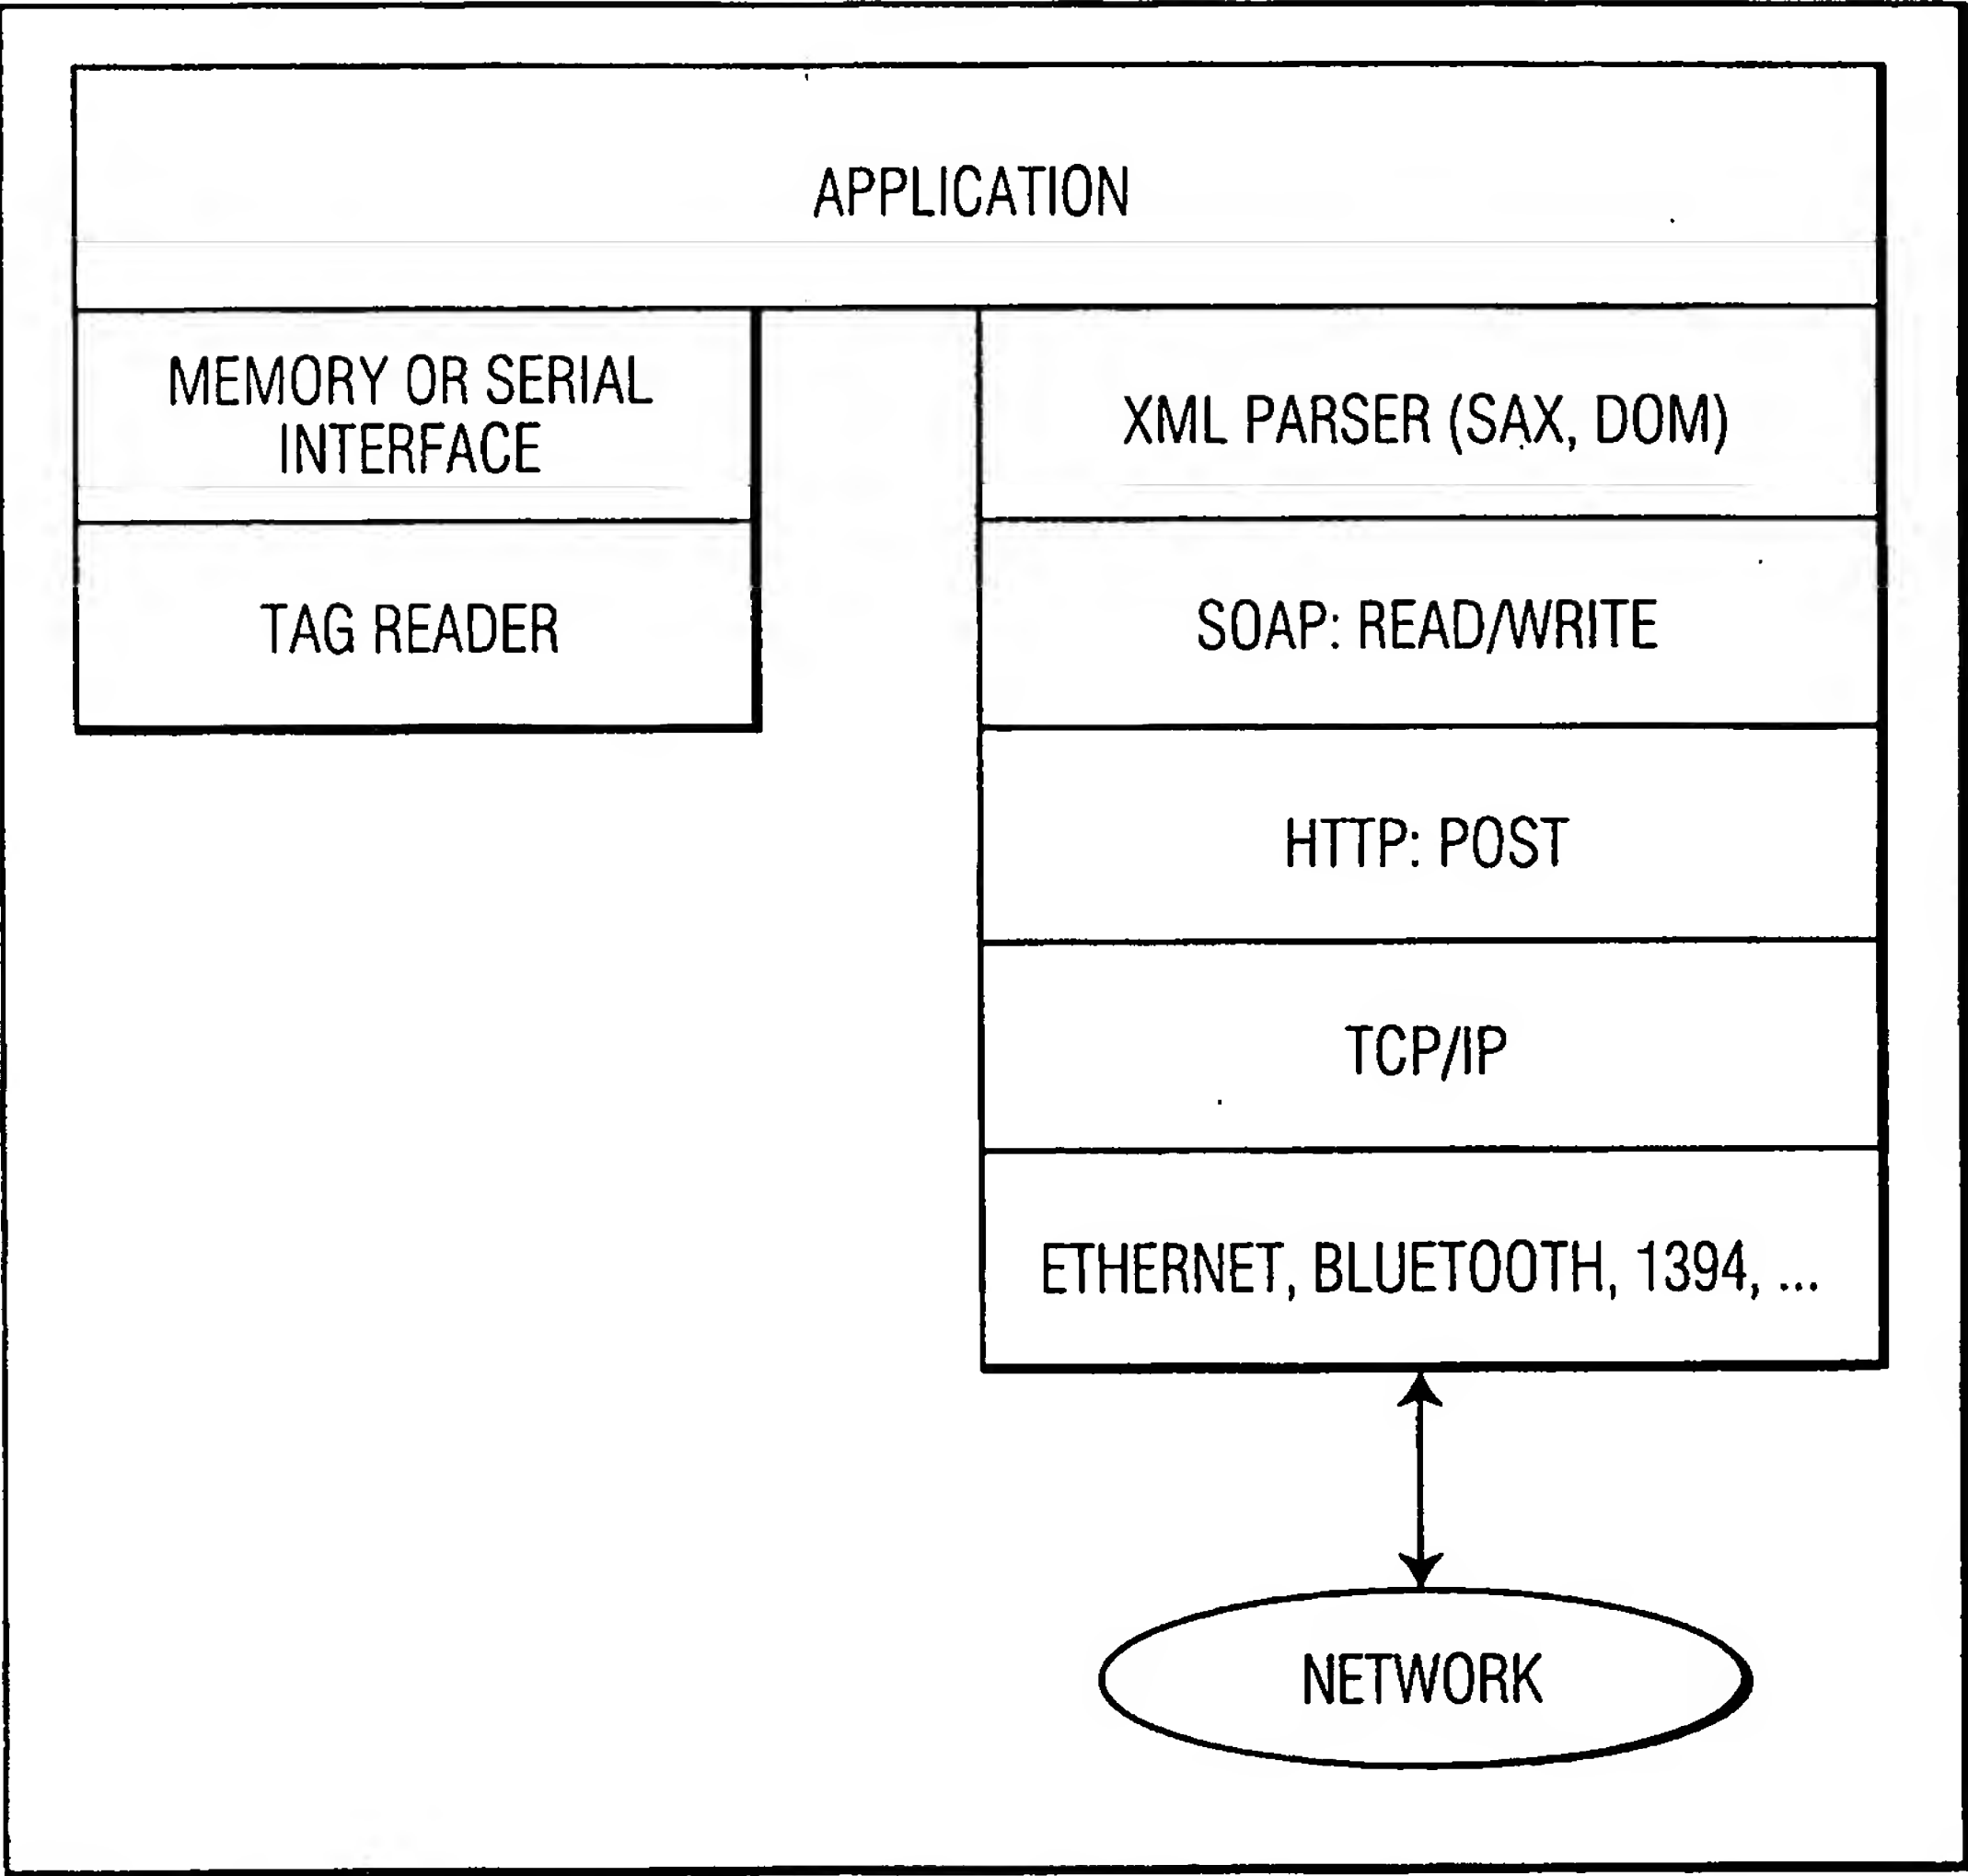 APPLICATION
MEMORY OR SERIAL
INTERFACE
TAG READER
XML PARSER (SAX, DOM)
SOAP: READ/WRITE
HTTP: POST
TCP/IP
ETHERNET, BLUETOOTH, 1394, ...
NETWORK